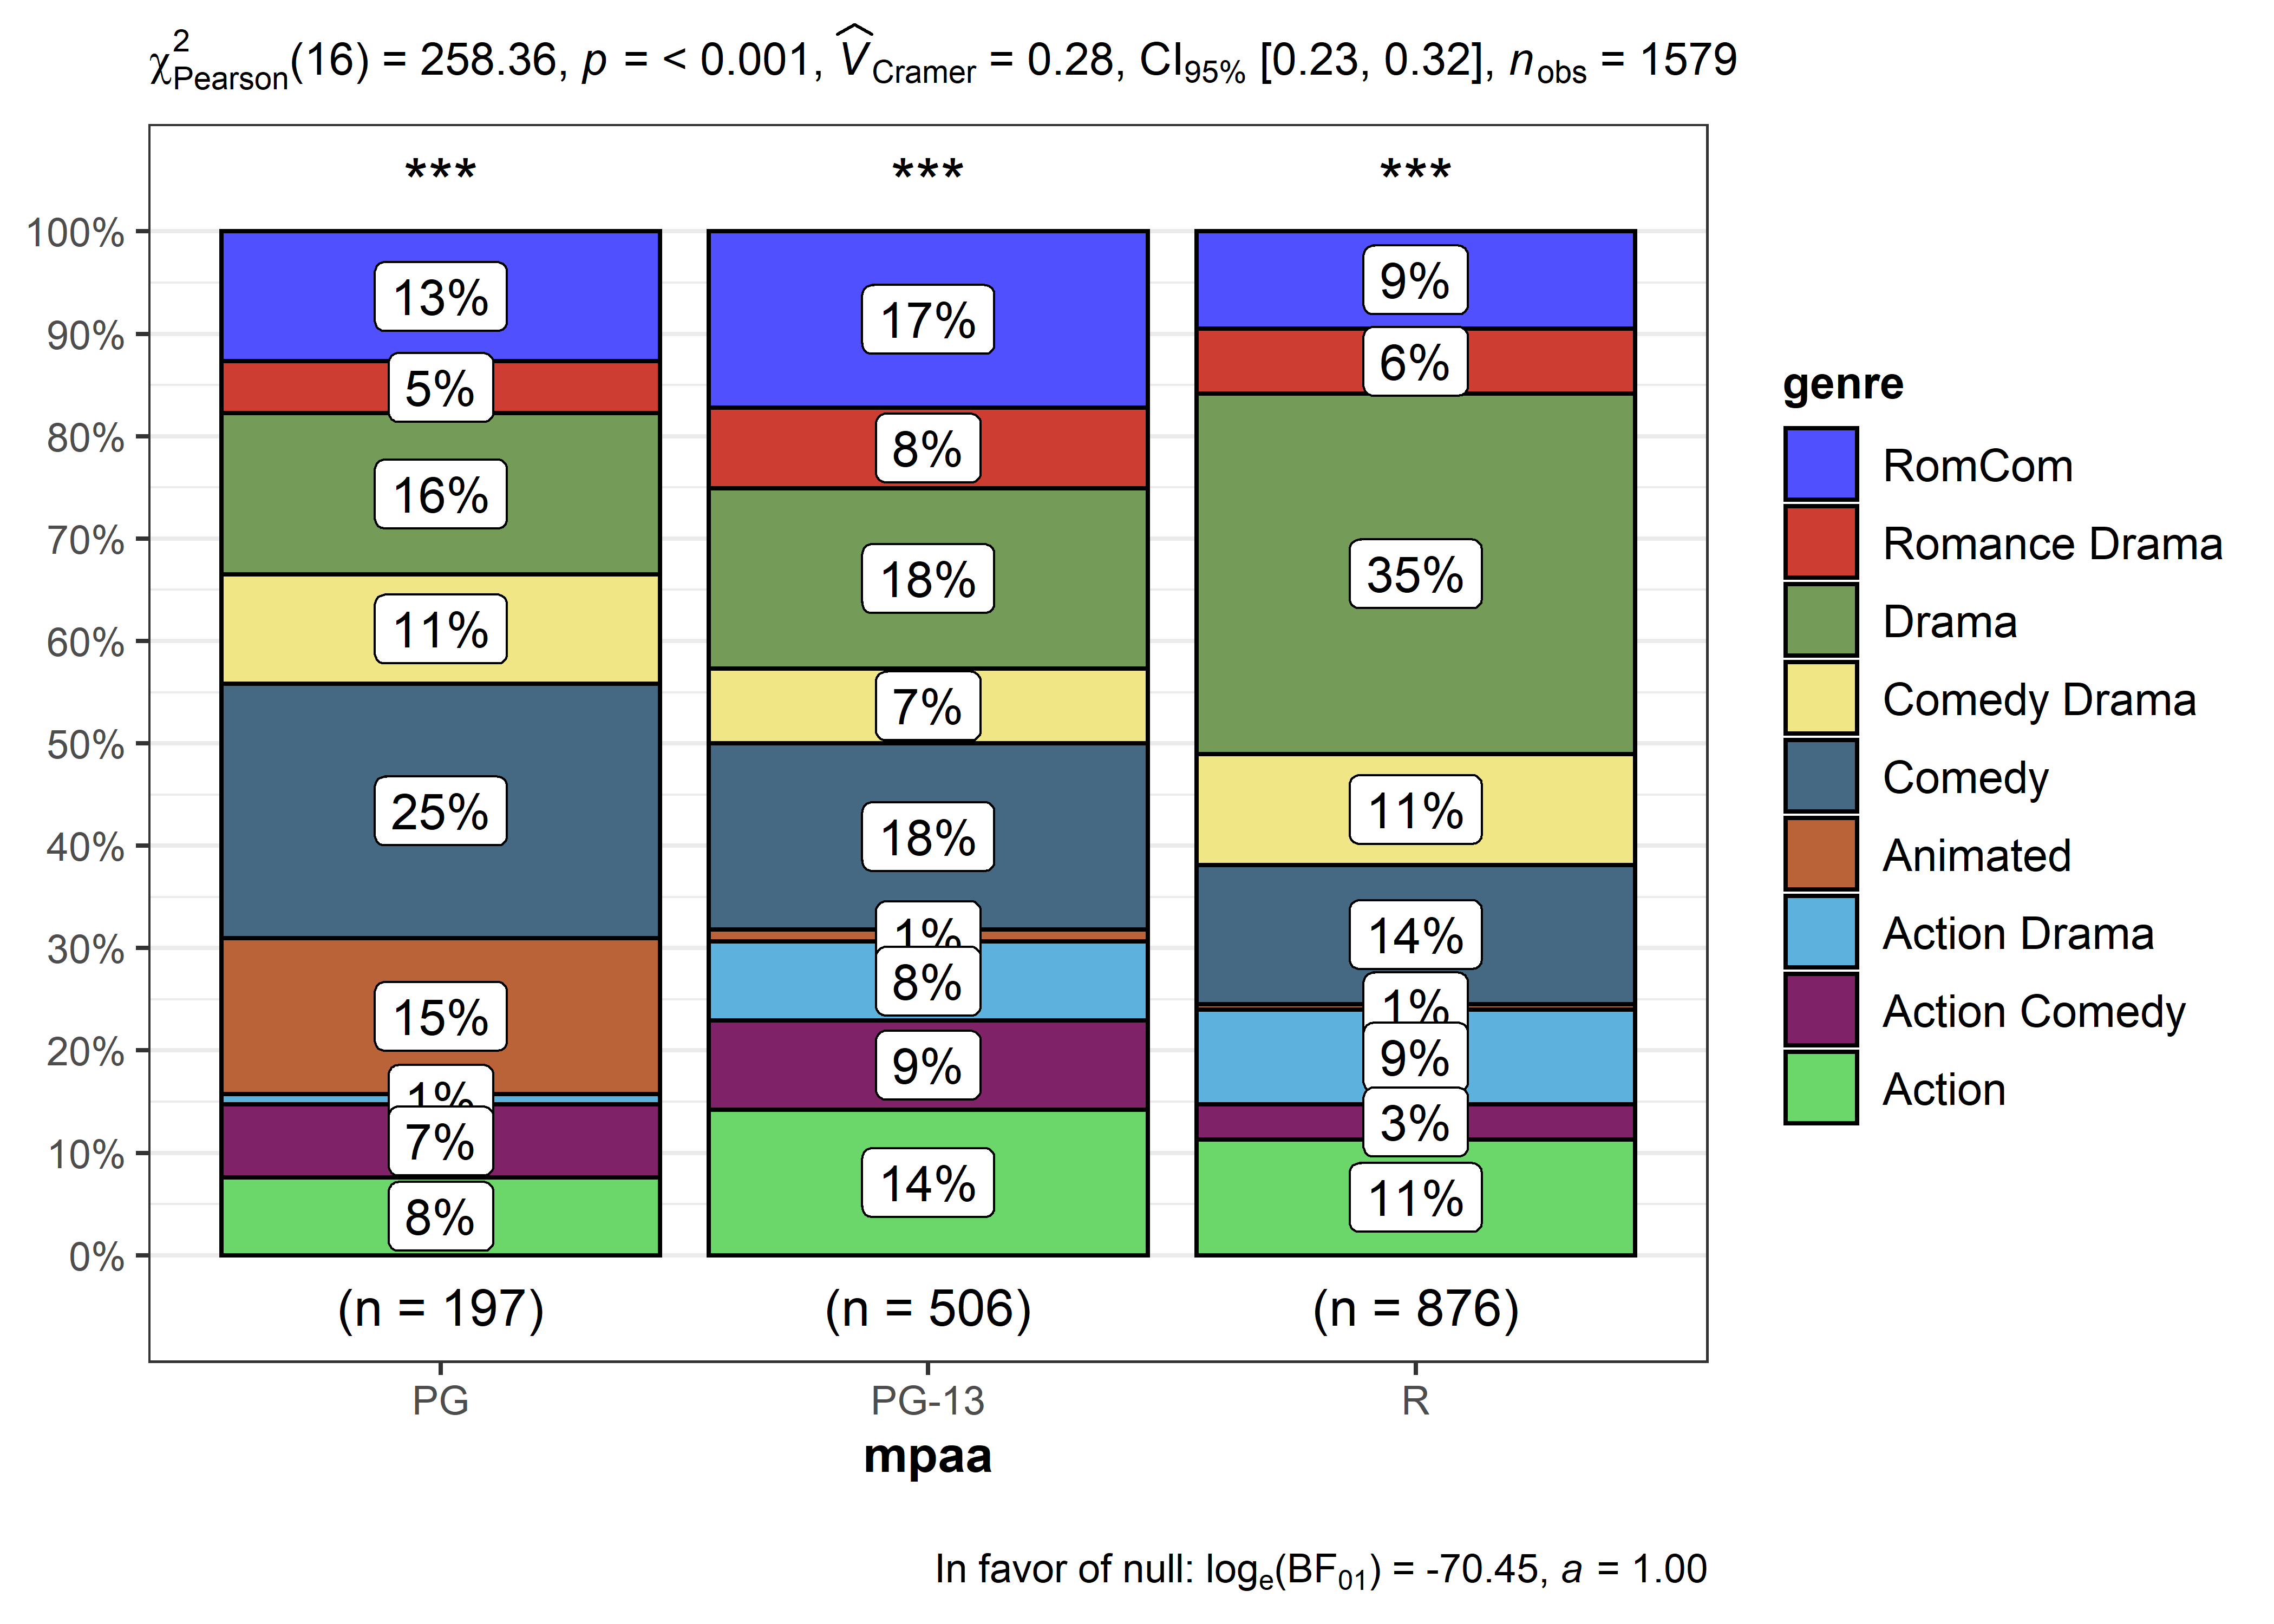 χ²Pearson(16) = 258.36, p = < 0.001, V̂Cramer = 0.28, CI95% [0.23, 0.32], nobs = 1579
*** *** ***
100%
90%
80%
70%
60%
50%
40%
30%
20%
10%
0%
13%
5%
16%
11%
25%
15%
1%
7%
8%
(n = 197)
17%
8%
18%
7%
18%
1%
8%
9%
14%
(n = 506)
9%
6%
35%
11%
14%
1%
9%
3%
11%
(n = 876)
PG PG-13 R
mpaa
genre
RomCom
Romance Drama
Drama
Comedy Drama
Comedy
Animated
Action Drama
Action Comedy
Action
In favor of null: loge(BF01) = -70.45, a = 1.00